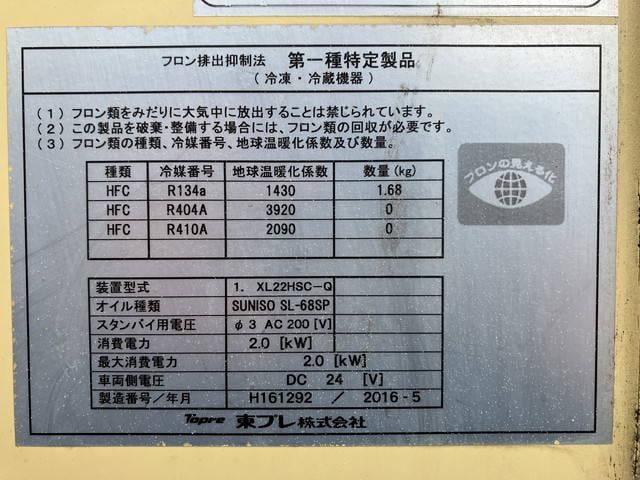 フロン排出抑制法 第一種特定製品
(冷凍・冷蔵機器)
(1) フロン類をみだりに大気中に放出することは禁じられています。
(2) この製品を破棄・整備する場合には、フロン類の回収が必要です。
(3) フロン類の種類、冷媒番号、地球温暖化係数及び数量。
種類 冷媒番号 地球温暖化係数 数量(kg)
HFC R134a 1430 1.68
HFC R404A 3920 0
HFC R410A 2090 0
フロンの見える化
装置型式 1. XL22HSC-Q
オイル種類 SUNISO SL-68SP
スタンバイ用電圧 φ3 AC 200 [V]
消費電力 2.0 [kW]
最大消費電力 2.0 [kW]
車両側電圧 DC 24 [V]
製造番号/年月 H161292 / 2016-5
Topre 東プレ株式会社